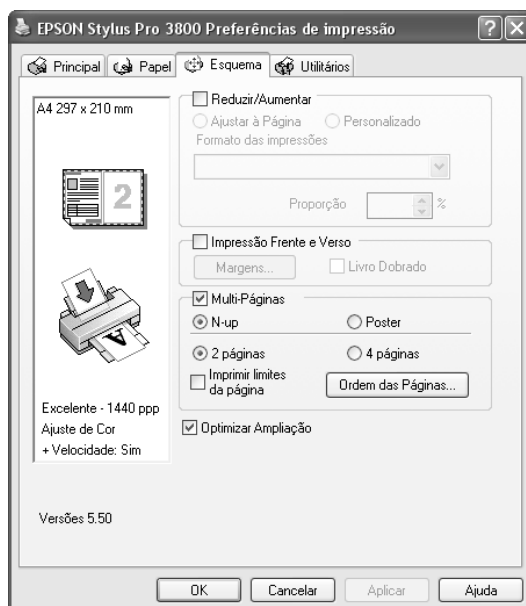 EPSON Stylus Pro 3800 Preferências de impressão
Principal Papel Esquema Utilitários
A4 297 x 210 mm
2
A
Excelente - 1440 ppp
Ajuste de Cor
+ Velocidade: Sim
Versões 5.50
Reduzir/Aumentar
Ajustar à Página Personalizado
Formato das impressões
Proporção %
Impressão Frente e Verso
Margens... Livro Dobrado
Multi-Páginas
N-up Poster
2 páginas 4 páginas
Imprimir limites
da página
Ordem das Páginas...
Optimizar Ampliação
OK Cancelar Aplicar Ajuda